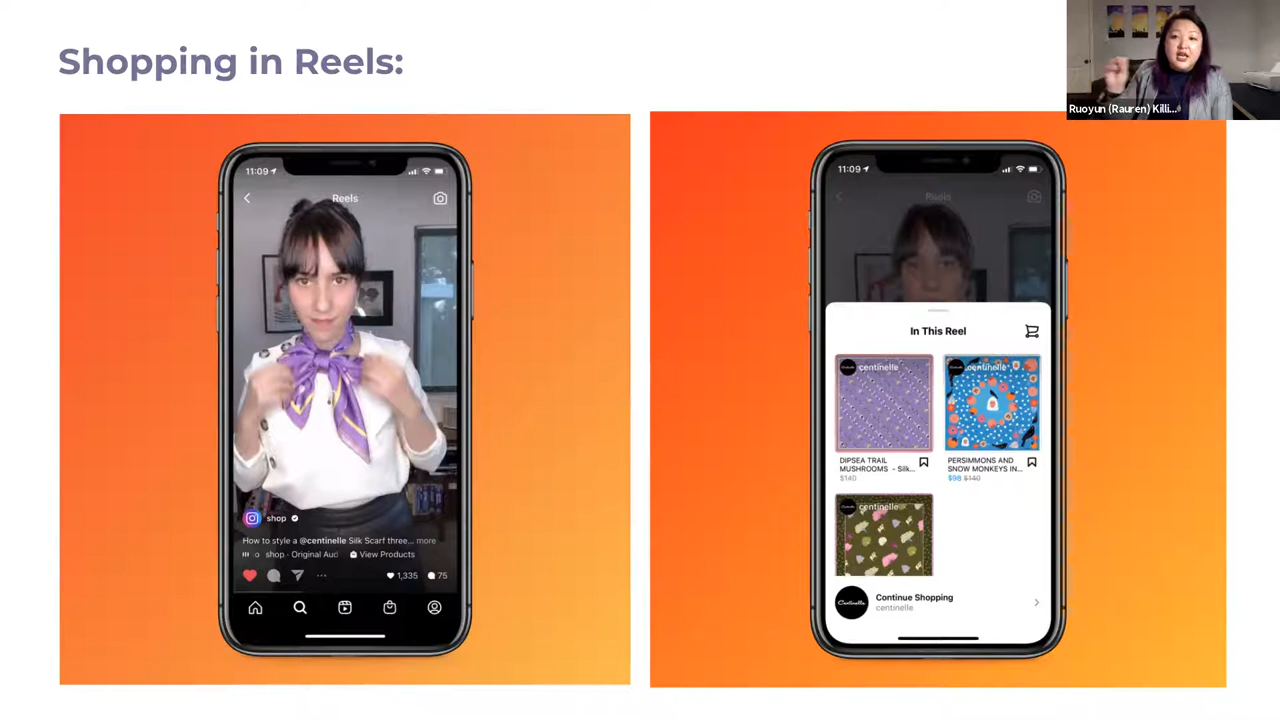 Shopping in Reels:
Ruoyun (Rauren) Killi...
11:09
Reels
shop
How to style a @centinelle Silk Scarf three... more
shop · Original Aud
View Products
1,335
75
11:09
Reels
In This Reel
centinelle
centinelle
DIPSEA TRAIL
MUSHROOMS - Silk...
$140
PERSIMMONS AND
SNOW MONKEYS IN...
$98 $140
centinelle
Centinelle
Continue Shopping
centinelle